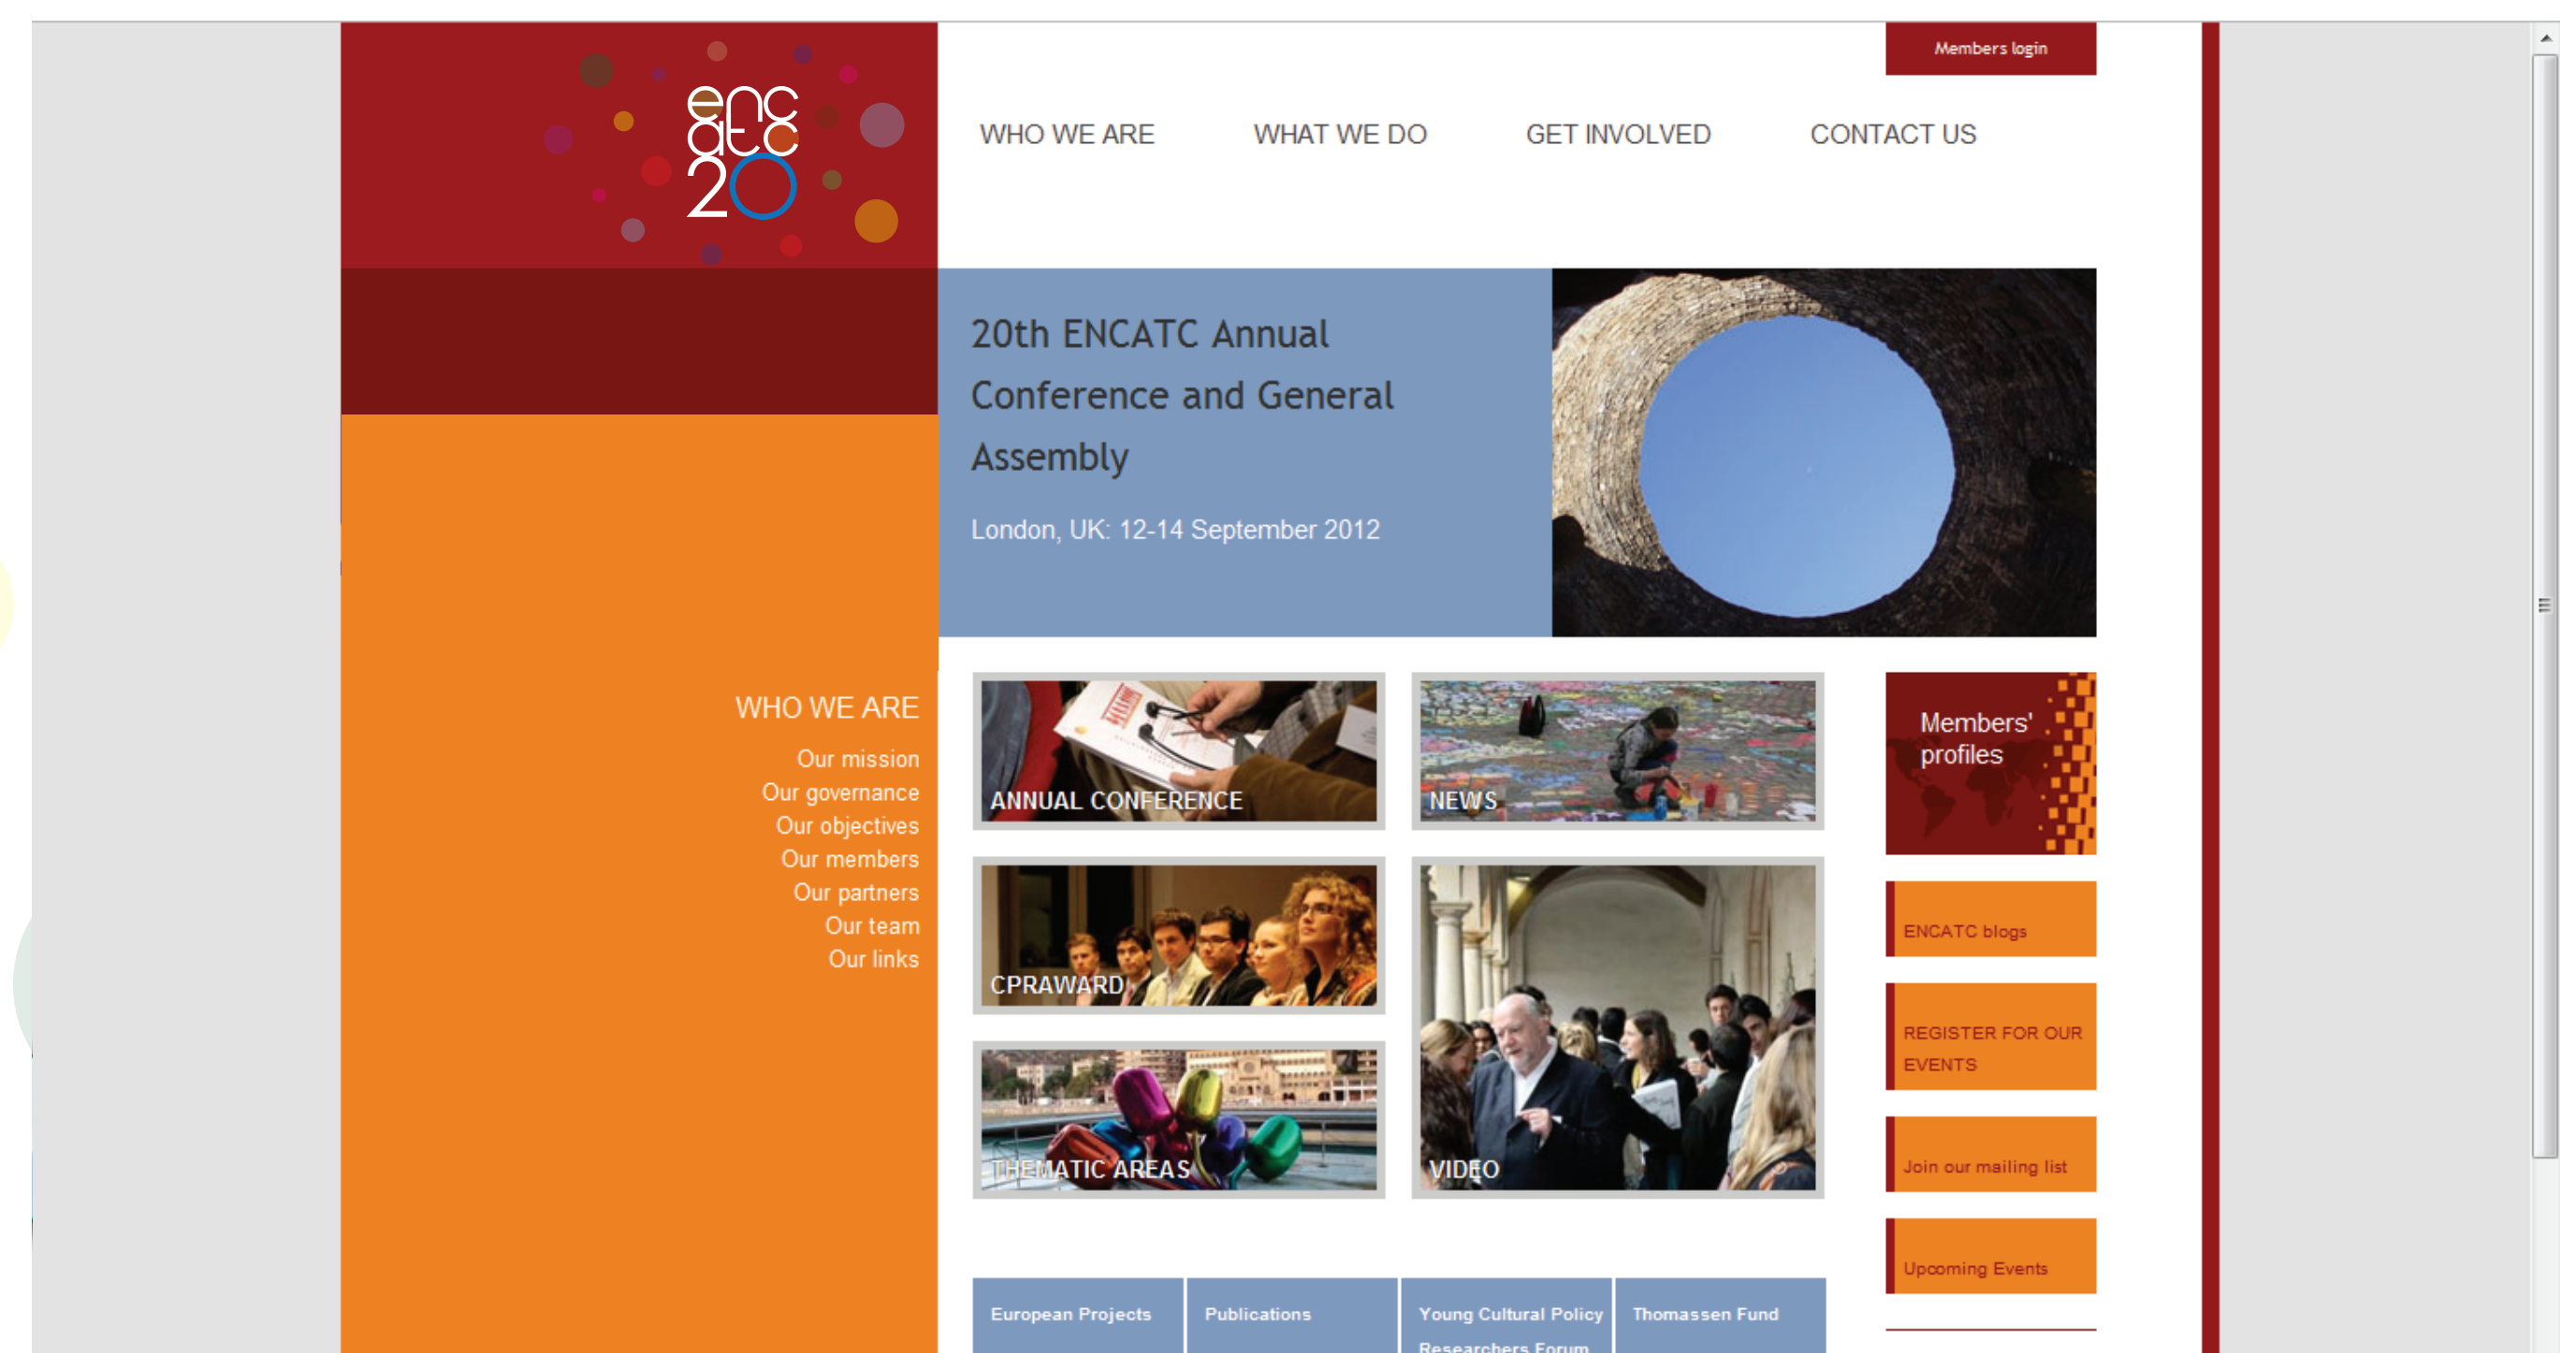 enc
atc
20
Members login
WHO WE ARE
WHAT WE DO
GET INVOLVED
CONTACT US
20th ENCATC Annual
Conference and General
Assembly
London, UK: 12-14 September 2012
WHO WE ARE
Our mission
Our governance
Our objectives
Our members
Our partners
Our team
Our links
ANNUAL CONFERENCE
NEWS
CPRAWARD
THEMATIC AREAS
VIDEO
Members'
profiles
ENCATC blogs
REGISTER FOR OUR
EVENTS
Join our mailing list
Upcoming Events
European Projects
Publications
Young Cultural Policy
Researchers Forum
Thomassen Fund